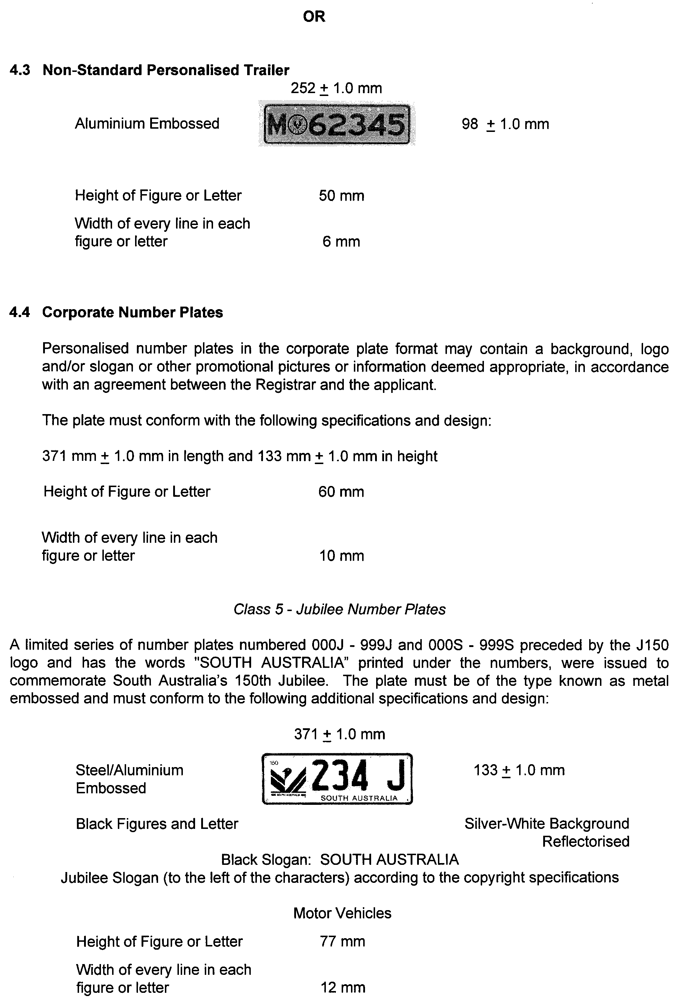 OR
4.3 Non-Standard Personalised Trailer
252 ± 1.0 mm
Aluminium Embossed
M 62345
98 ± 1.0 mm
Height of Figure or Letter 50 mm
Width of every line in each
figure or letter 6 mm
4.4 Corporate Number Plates
Personalised number plates in the corporate plate format may contain a background, logo
and/or slogan or other promotional pictures or information deemed appropriate, in accordance
with an agreement between the Registrar and the applicant.
The plate must conform with the following specifications and design:
371 mm ± 1.0 mm in length and 133 mm ± 1.0 mm in height
Height of Figure or Letter 60 mm
Width of every line in each
figure or letter 10 mm
Class 5 - Jubilee Number Plates
A limited series of number plates numbered 000J - 999J and 000S - 999S preceded by the J150
logo and has the words "SOUTH AUSTRALIA" printed under the numbers, were issued to
commemorate South Australia's 150th Jubilee. The plate must be of the type known as metal
embossed and must conform to the following additional specifications and design:
371 ± 1.0 mm
Steel/Aluminium
Embossed
150
234 J
SOUTH AUSTRALIA
133 ± 1.0 mm
Black Figures and Letter
Silver-White Background
Reflectorised
Black Slogan: SOUTH AUSTRALIA
Jubilee Slogan (to the left of the characters) according to the copyright specifications
Motor Vehicles
Height of Figure or Letter 77 mm
Width of every line in each
figure or letter 12 mm